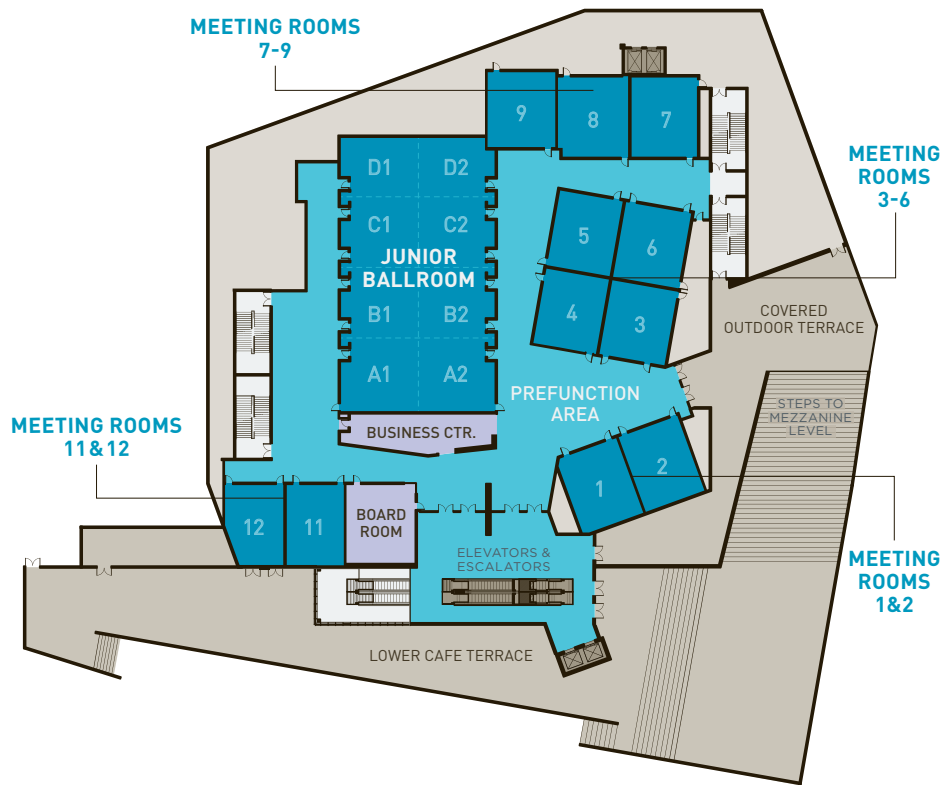 MEETING ROOMS
7-9
9
8
7
MEETING
ROOMS
3-6
D1
D2
C1
C2
JUNIOR
BALLROOM
B1
B2
A1
A2
5
6
4
3
COVERED
OUTDOOR TERRACE
PREFUNCTION
AREA
STEPS TO
MEZZANINE
LEVEL
BUSINESS CTR.
MEETING ROOMS
11&12
1
2
12
11
BOARD
ROOM
ELEVATORS &
ESCALATORS
MEETING
ROOMS
1&2
LOWER CAFE TERRACE